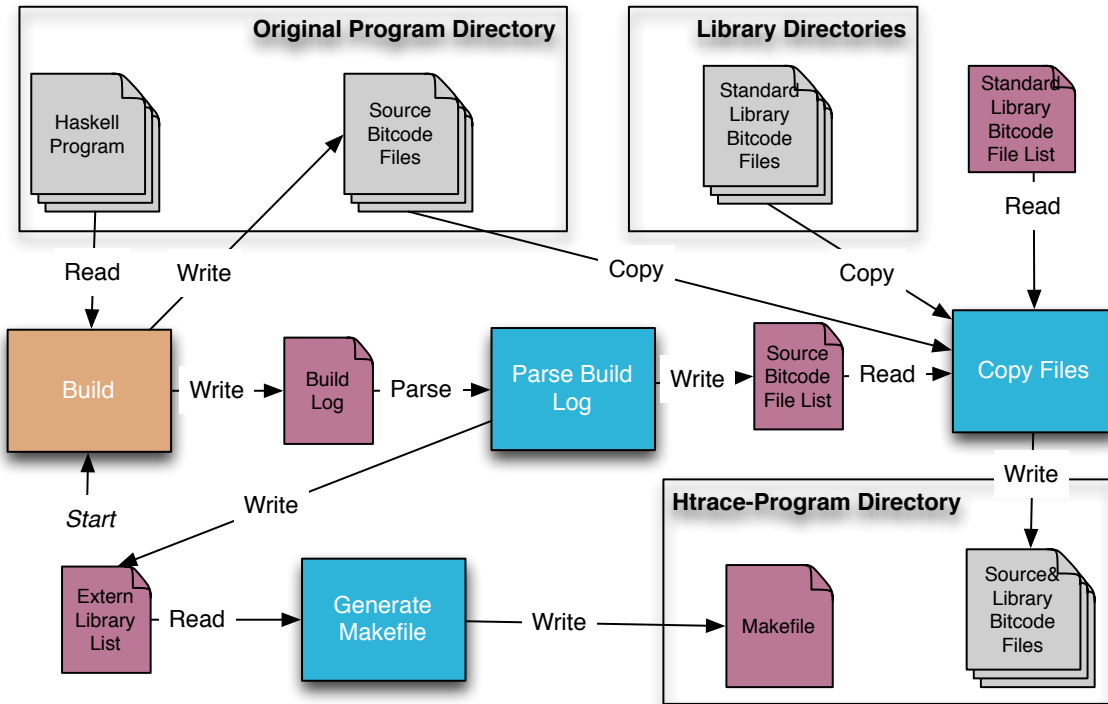 Original Program Directory
Library Directories
Haskell
Program
Source
Bitcode
Files
Standard
Library
Bitcode
Files
Standard
Library
Bitcode
File List
Read
Write
Copy
Copy
Read
Build
Write
Build
Log
Parse
Parse Build
Log
Write
Source
Bitcode
File List
Read
Copy Files
Start
Write
Write
Htrace-Program Directory
Extern
Library
List
Read
Generate
Makefile
Write
Makefile
Source&
Library
Bitcode
Files